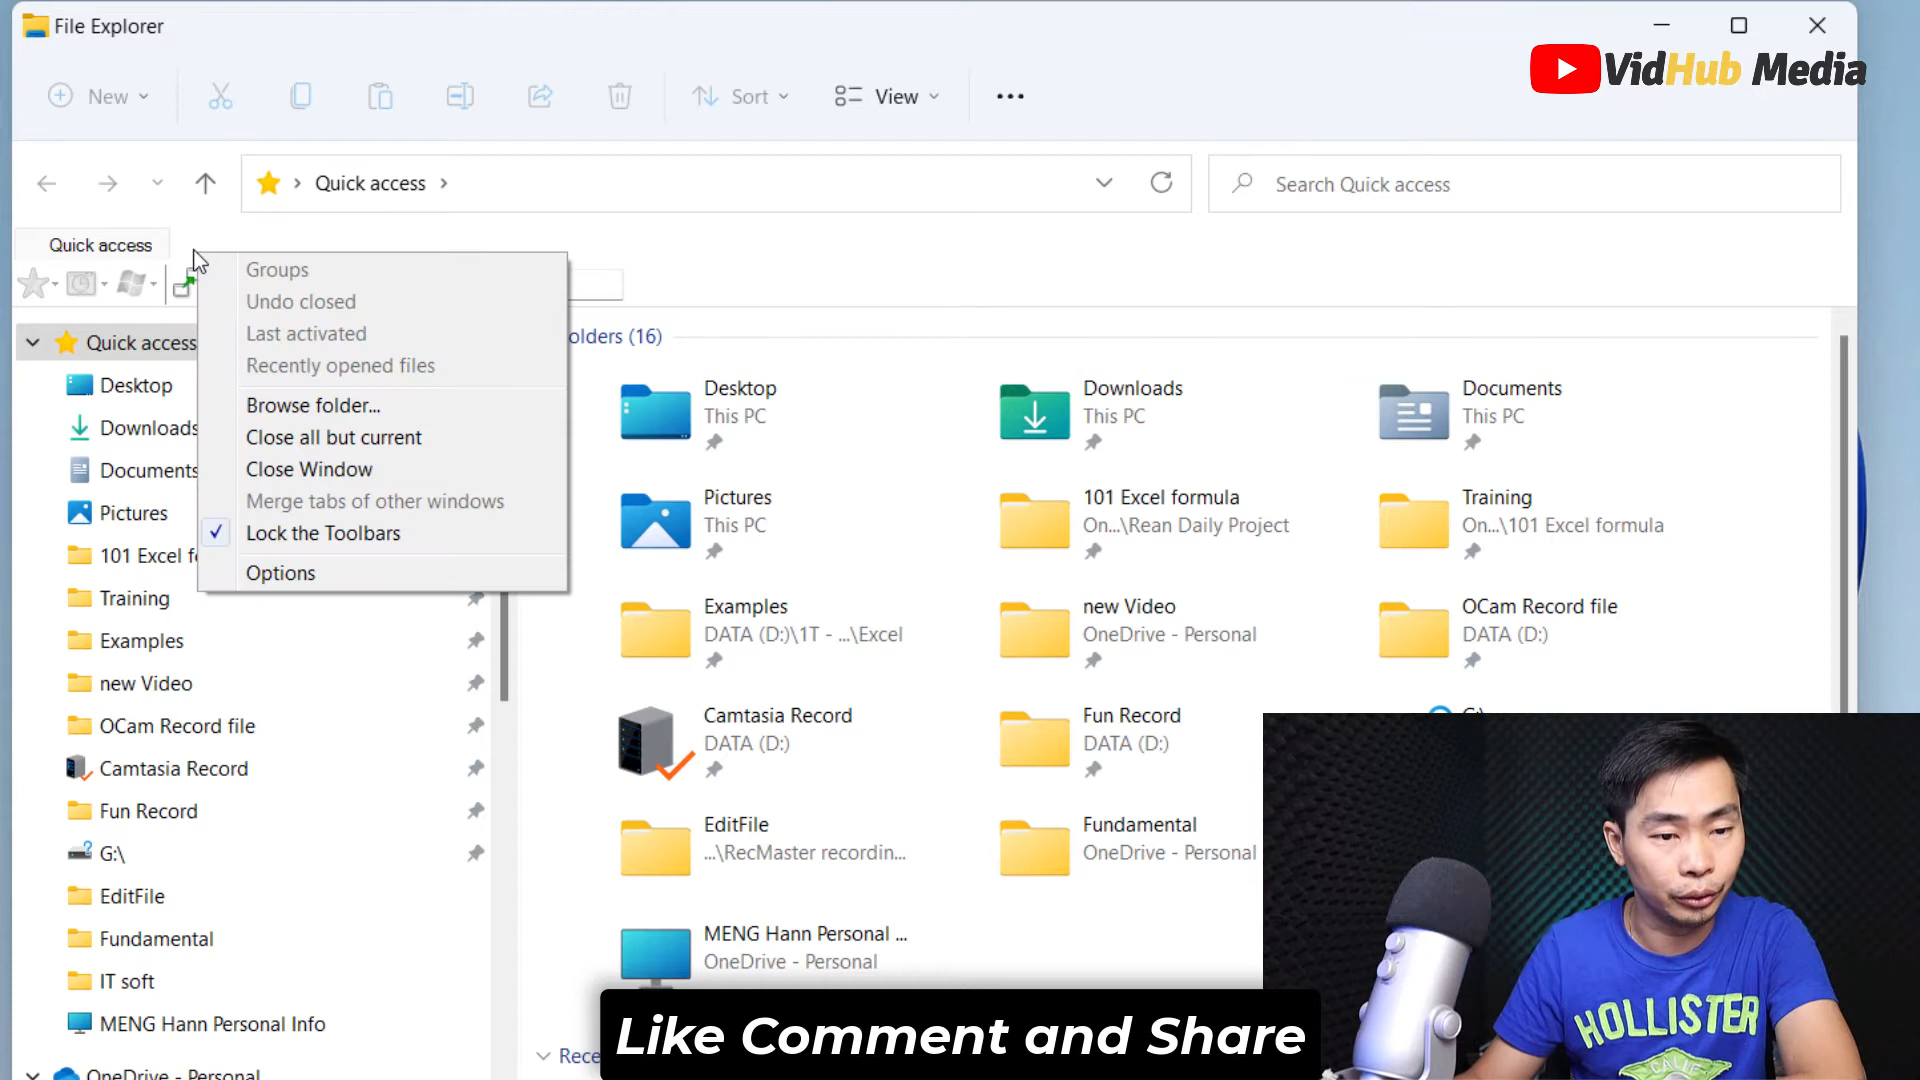 File Explorer
VidHub Media
New
Sort
View
Quick access
Search Quick access
Quick access
Groups
Undo closed
Last activated
Recently opened files
Browse folder...
Close all but current
Close Window
Merge tabs of other windows
Lock the Toolbars
Options
Quick access
Desktop
Downloads
Documents
Pictures
101 Excel f
Training
Examples
new Video
OCam Record file
Camtasia Record
Fun Record
G:\
EditFile
Fundamental
IT soft
MENG Hann Personal Info
OneDrive - Personal
olders (16)
Desktop
This PC
Downloads
This PC
Documents
This PC
Pictures
This PC
101 Excel formula
On...\Rean Daily Project
Training
On...\101 Excel formula
Examples
DATA (D:)\1T - ...\Excel
new Video
OneDrive - Personal
OCam Record file
DATA (D:)
Camtasia Record
DATA (D:)
Fun Record
DATA (D:)
EditFile
...\RecMaster recordin...
Fundamental
OneDrive - Personal
MENG Hann Personal ...
OneDrive - Personal
Rece
Like Comment and Share
HOLLISTER